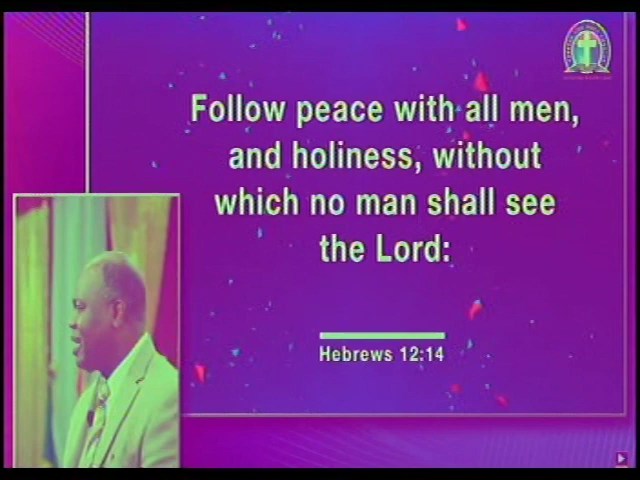 Follow peace with all men,
and holiness, without
which no man shall see
the Lord:
Hebrews 12:14